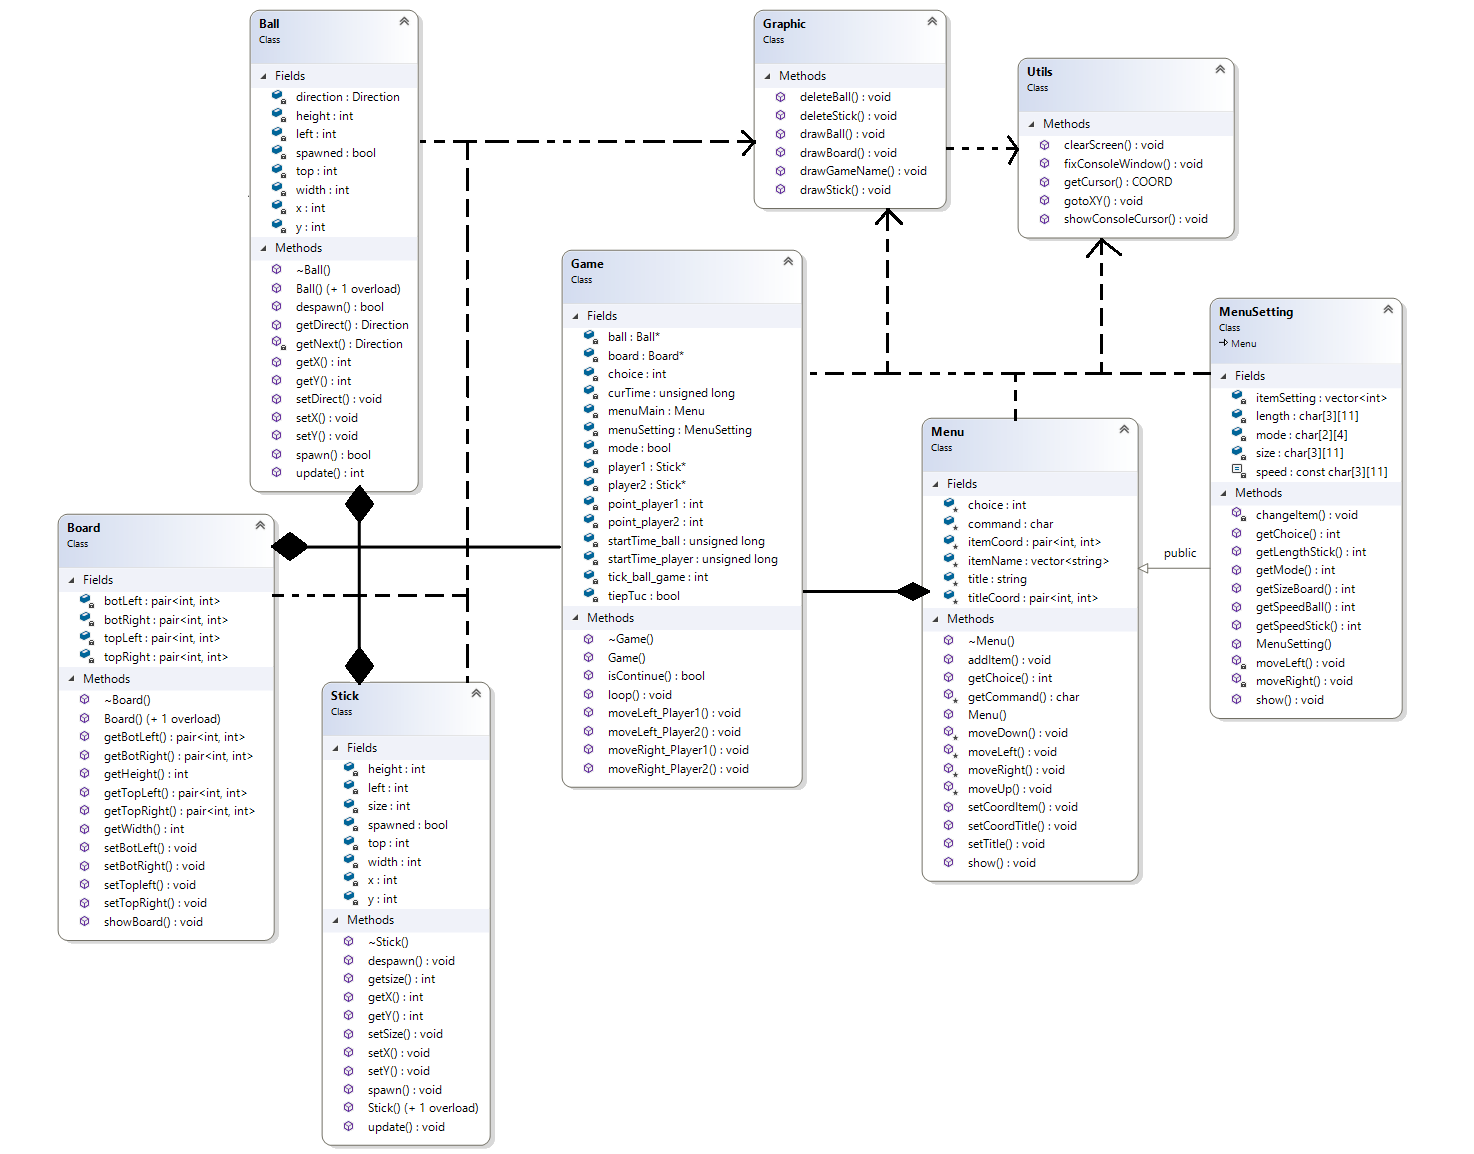 Ball
Class
Fields
direction : Direction
height : int
left : int
spawned : bool
top : int
width : int
x : int
y : int
Methods
~Ball()
Ball() (+ 1 overload)
despawn() : bool
getDirect() : Direction
getNext() : Direction
getX() : int
getY() : int
setDirect() : void
setX() : void
setY() : void
spawn() : bool
update() : int
Graphic
Class
Methods
deleteBall() : void
deleteStick() : void
drawBall() : void
drawBoard() : void
drawGameName() : void
drawStick() : void
Utils
Class
Methods
clearScreen() : void
fixConsoleWindow() : void
getCursor() : COORD
gotoXY() : void
showConsoleCursor() : void
Game
Class
Fields
ball : Ball*
board : Board*
choice : int
curTime : unsigned long
menuMain : Menu
menuSetting : MenuSetting
mode : bool
player1 : Stick*
player2 : Stick*
point_player1 : int
point_player2 : int
startTime_ball : unsigned long
startTime_player : unsigned long
tick_ball_game : int
tiepTuc : bool
Methods
~Game()
Game()
isContinue() : bool
loop() : void
moveLeft_Player1() : void
moveLeft_Player2() : void
moveRight_Player1() : void
moveRight_Player2() : void
MenuSetting
Class
Menu
Fields
itemSetting : vector<int>
length : char[3][11]
mode : char[2][4]
size : char[3][11]
speed : const char[3][11]
Methods
changeItem() : void
getChoice() : int
getLengthStick() : int
getMode() : int
getSizeBoard() : int
getSpeedBall() : int
getSpeedStick() : int
MenuSetting()
moveLeft() : void
moveRight() : void
show() : void
public
Menu
Class
Fields
choice : int
command : char
itemCoord : pair<int, int>
itemName : vector<string>
title : string
titleCoord : pair<int, int>
Methods
~Menu()
addItem() : void
getChoice() : int
getCommand() : char
Menu()
moveDown() : void
moveLeft() : void
moveRight() : void
moveUp() : void
setCoordItem() : void
setCoordTitle() : void
setTitle() : void
show() : void
Board
Class
Fields
botLeft : pair<int, int>
botRight : pair<int, int>
topLeft : pair<int, int>
topRight : pair<int, int>
Methods
~Board()
Board() (+ 1 overload)
getBotLeft() : pair<int, int>
getBotRight() : pair<int, int>
getHeight() : int
getTopLeft() : pair<int, int>
getTopRight() : pair<int, int>
getWidth() : int
setBotLeft() : void
setBotRight() : void
setTopleft() : void
setTopRight() : void
showBoard() : void
Stick
Class
Fields
height : int
left : int
size : int
spawned : bool
top : int
width : int
x : int
y : int
Methods
~Stick()
despawn() : void
getsize() : int
getX() : int
getY() : int
setSize() : void
setX() : void
setY() : void
spawn() : void
Stick() (+ 1 overload)
update() : void